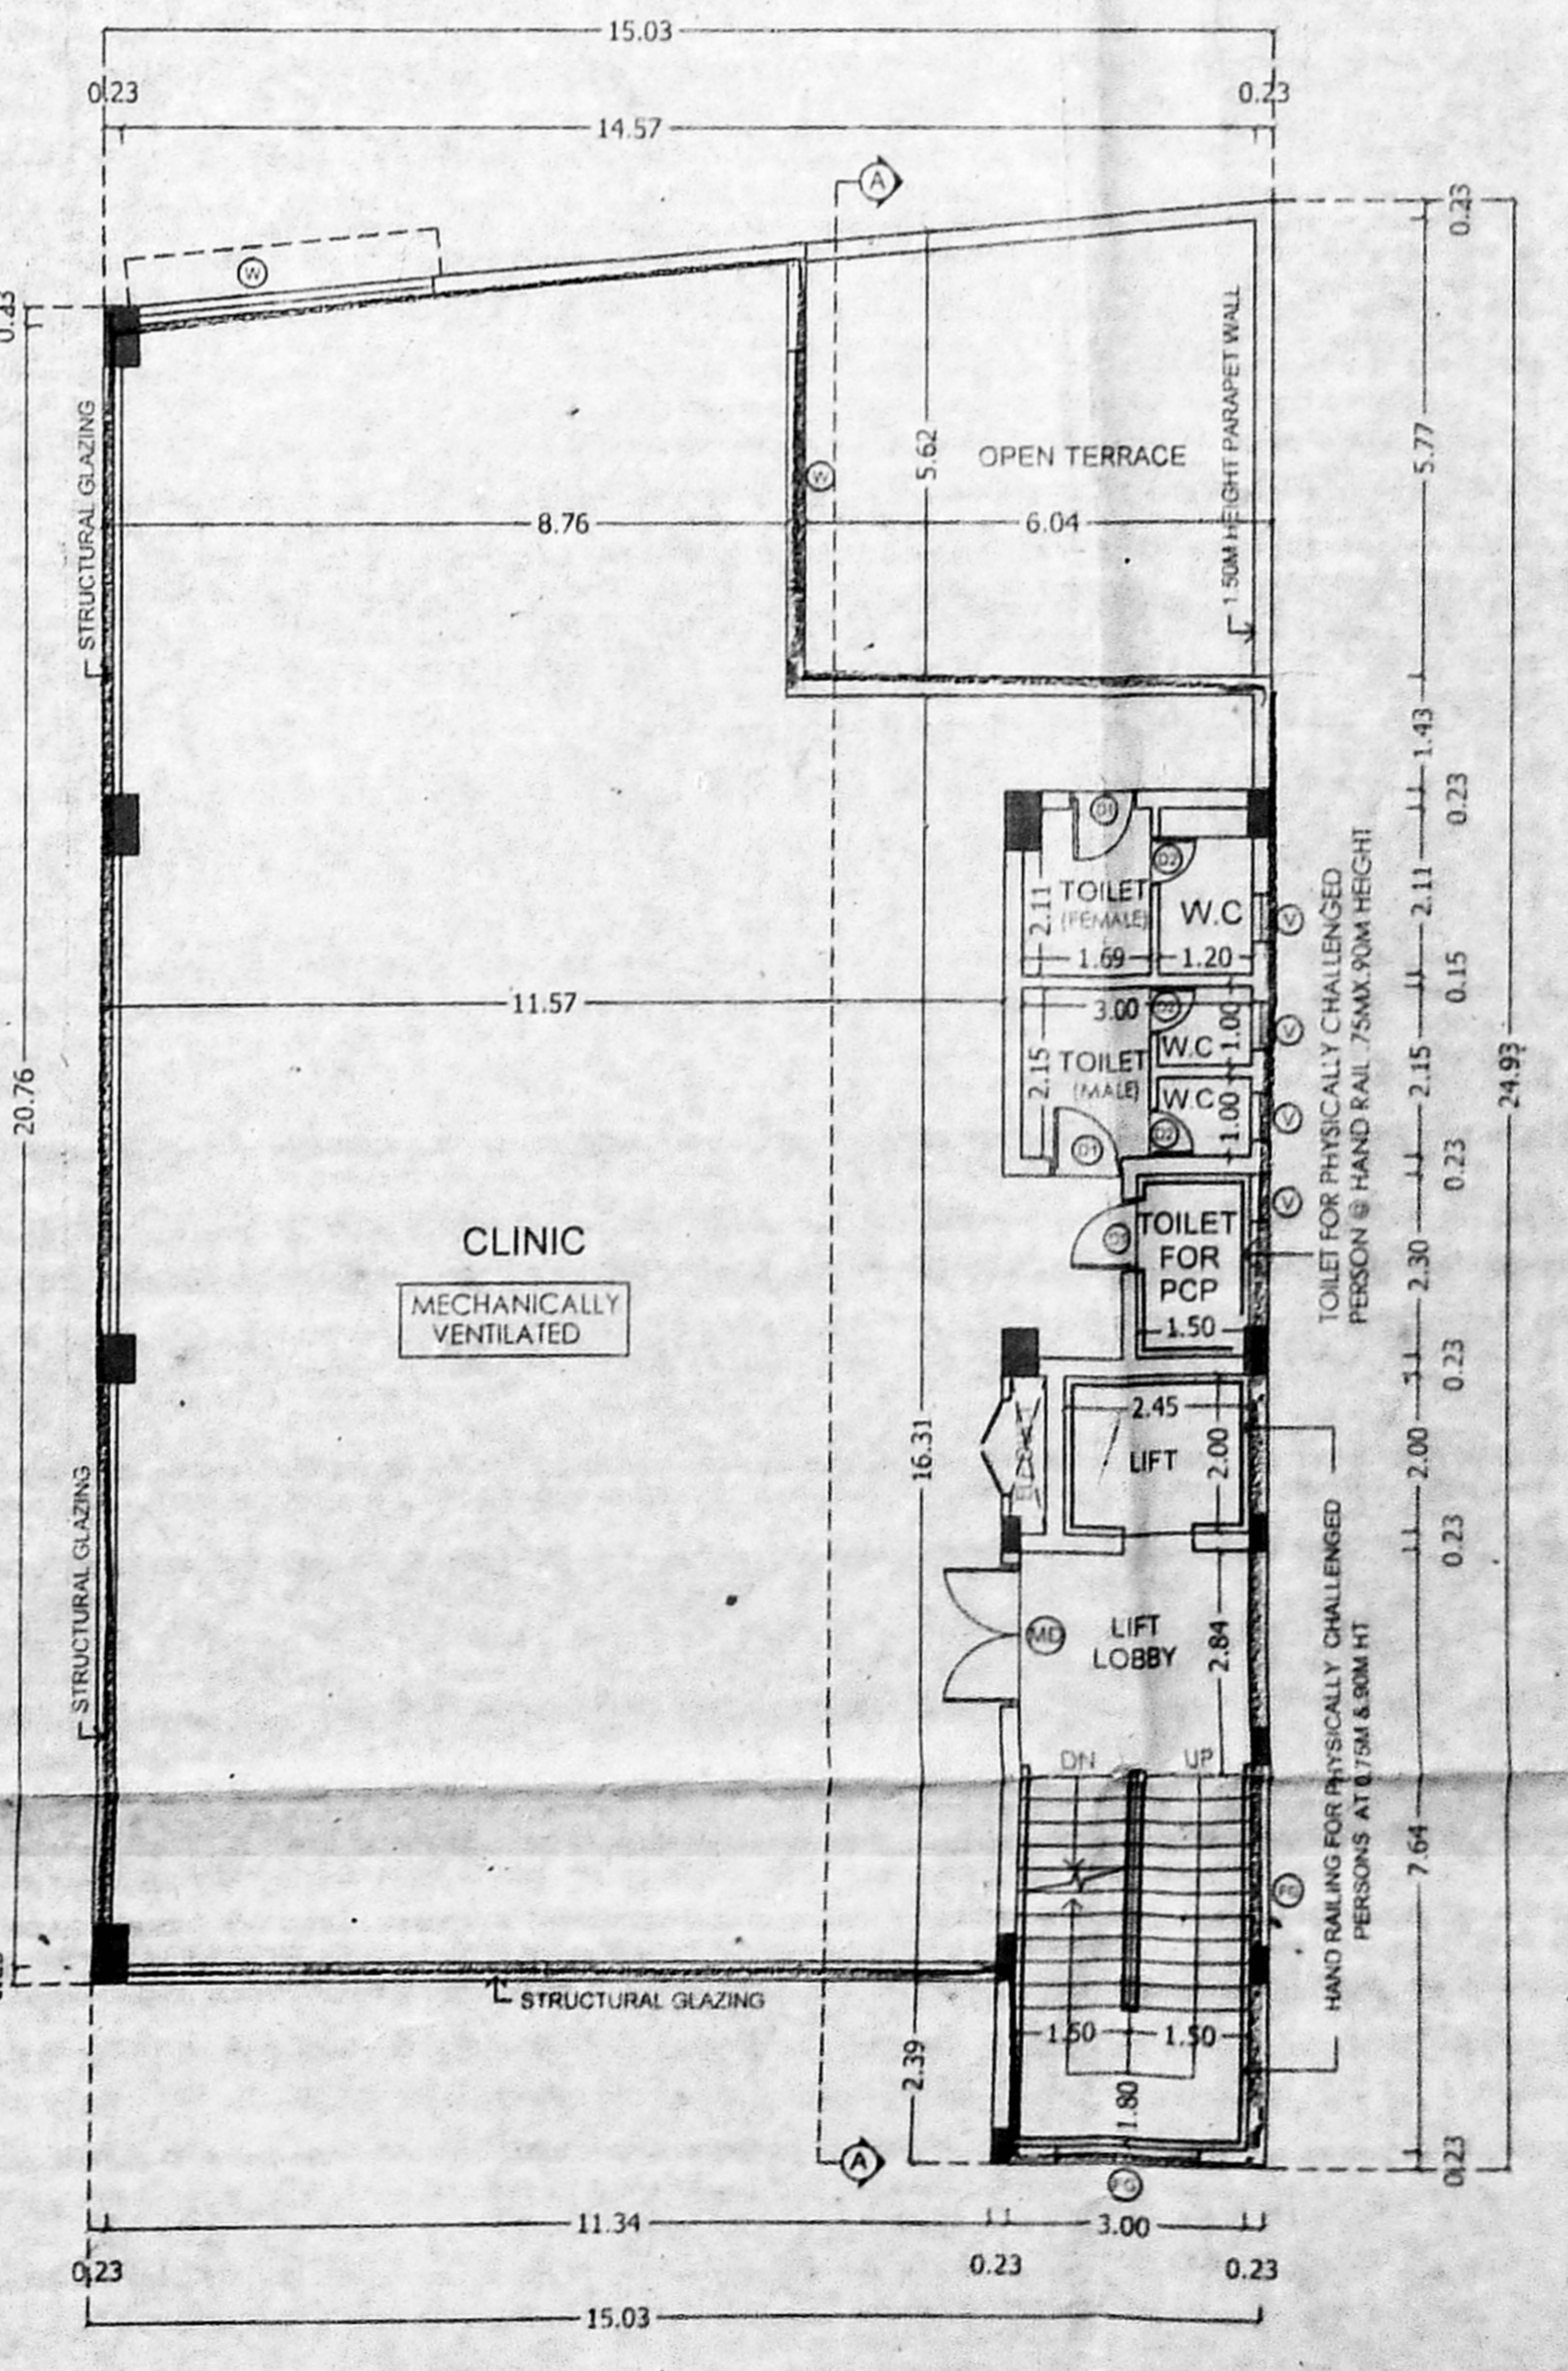 15.03
0.23
0.23
14.57
A
0.23
W
0.23
STRUCTURAL GLAZING
5.62
OPEN TERRACE
1.50M HEIGHT PARAPET WALL
5.77
8.76
6.04
1.43
0.23
D1
D2
TOILET
(FEMALE)
W.C
2.11
2.11
1.69
1.20
0.15
11.57
3.00
W.C
1.00
TOILET
(MALE)
2.15
W.C
1.00
2.15
D1
0.23
20.76
24.93
TOILET FOR PHYSICALLY CHALLENGED
PERSON @ HAND RAIL .75MX.90M HEIGHT
CLINIC
MECHANICALLY
VENTILATED
TOILET
FOR
PCP
1.50
2.30
0.23
2.45
LIFT
2.00
2.00
16.31
0.23
STRUCTURAL GLAZING
MD
LIFT
LOBBY
2.84
DN
UP
HAND RAILING FOR PHYSICALLY CHALLENGED
PERSONS AT 0.75M &.90M HT
7.64
STRUCTURAL GLAZING
1.50
1.50
2.39
1.80
A
0.23
11.34
3.00
0.23
0.23
0.23
15.03